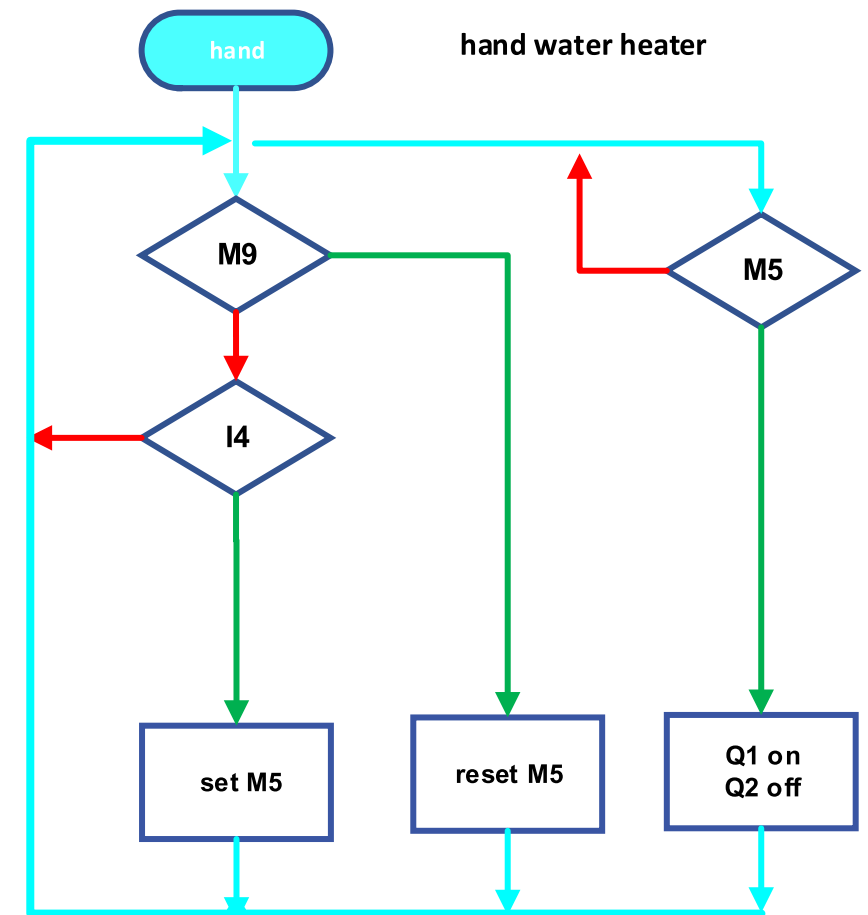 hand
hand water heater
M9
M5
I4
set M5
reset M5
Q1 on
Q2 off